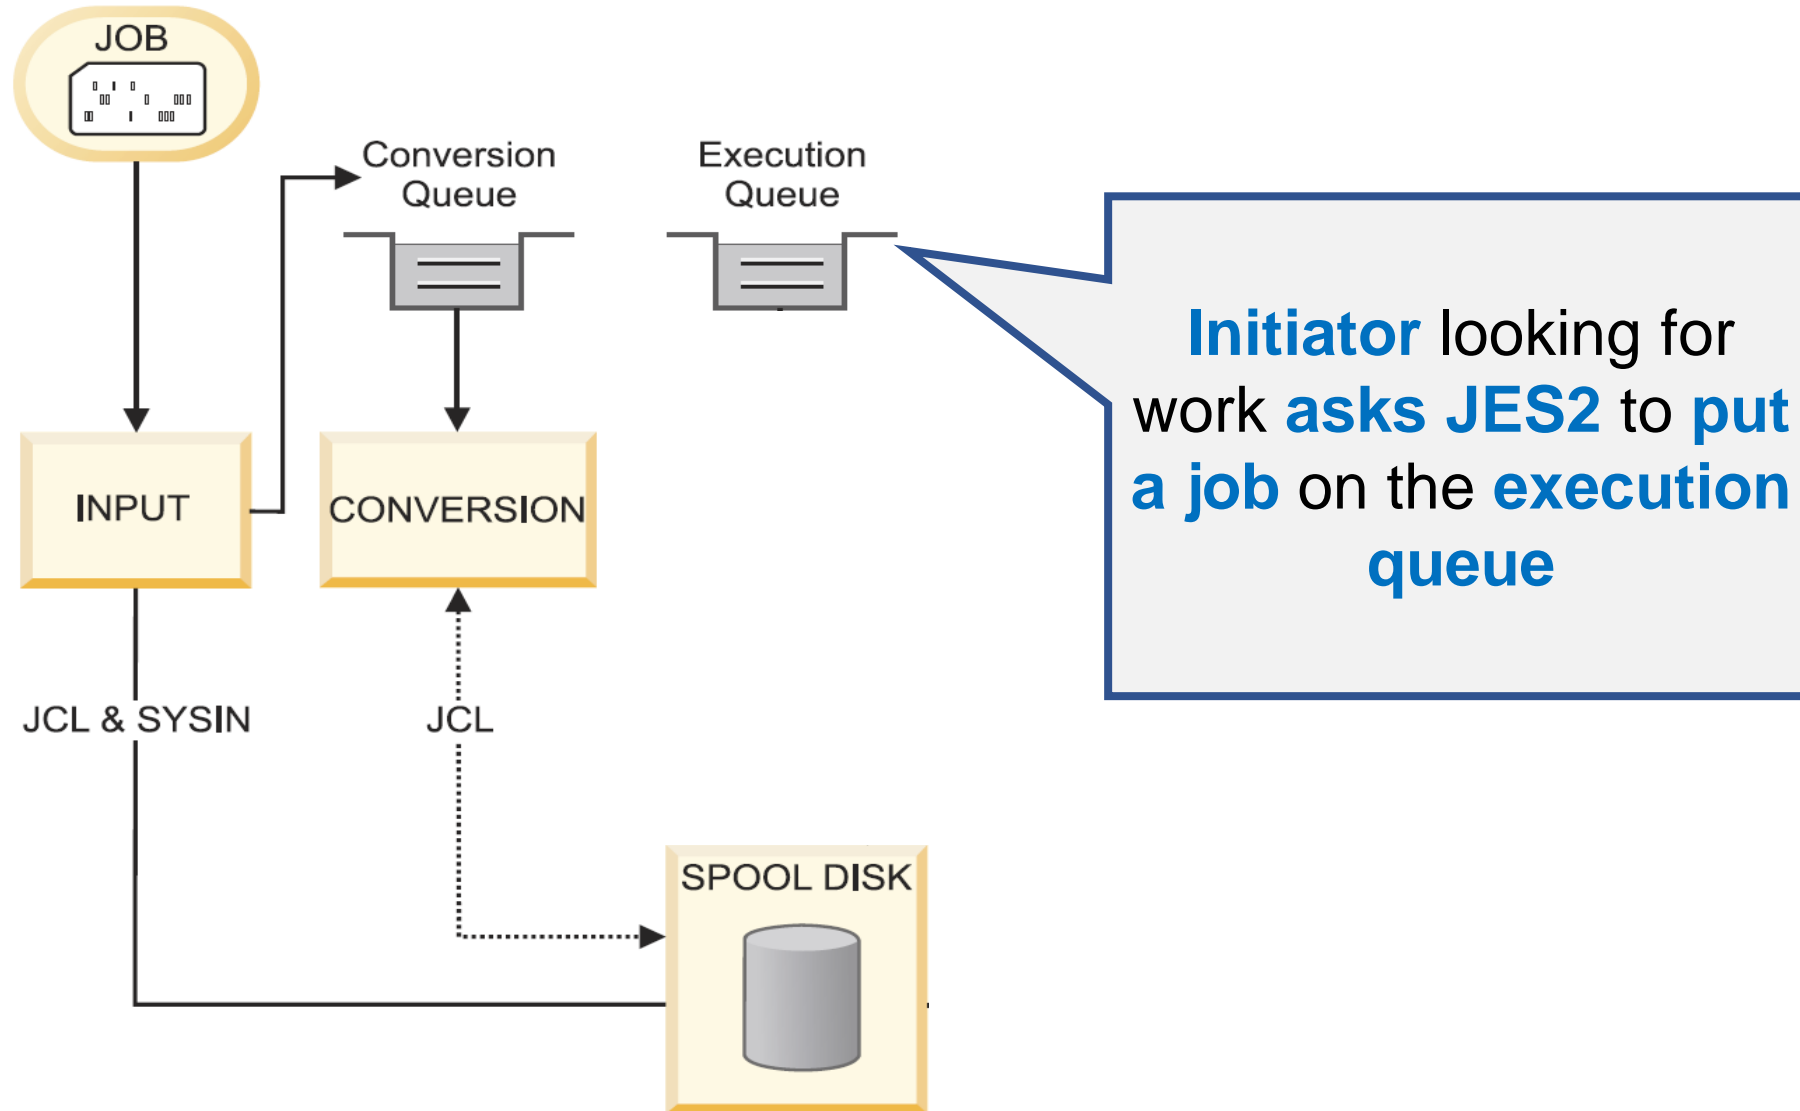 JOB
Conversion
Queue
Execution
Queue
Initiator looking for
work asks JES2 to put
a job on the execution
queue
INPUT
CONVERSION
JCL & SYSIN
JCL
SPOOL DISK